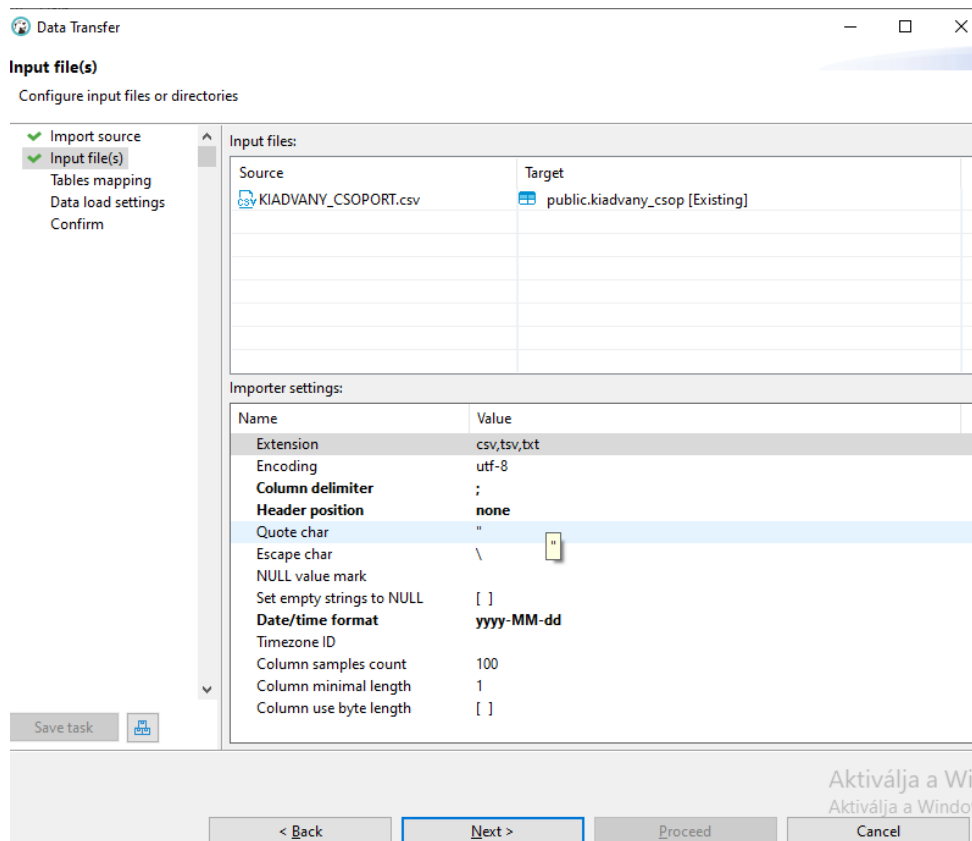 Data Transfer
Input file(s)
Configure input files or directories
Import source
Input file(s)
Tables mapping
Data load settings
Confirm
Input files:
Source Target
CSV KIADVANY_CSOPORT.csv public.kiadvany_csop [Existing]
Importer settings:
Name Value
Extension csv,tsv,txt
Encoding utf-8
Column delimiter ;
Header position none
Quote char "
"
Escape char \
NULL value mark
Set empty strings to NULL [ ]
Date/time format yyyy-MM-dd
Timezone ID
Column samples count 100
Column minimal length 1
Column use byte length [ ]
Save task
Aktiválja a Wi
Aktiválja a Windo
< Back Next > Proceed Cancel